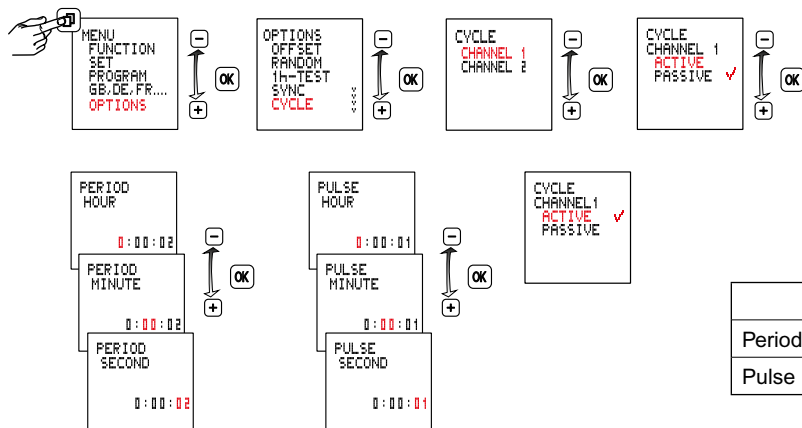 MENU
FUNCTION
SET
PROGRAM
GB,DE,FR....
OPTIONS
OK
OPTIONS
OFFSET
RANDOM
1h-TEST
SYNC
CYCLE
OK
CYCLE
CHANNEL 1
CHANNEL 2
OK
CYCLE
CHANNEL 1
ACTIVE
PASSIVE ✓
OK
PERIOD
HOUR
0:00:02
PERIOD
MINUTE
0:00:02
PERIOD
SECOND
0:00:02
OK
PULSE
HOUR
0:00:01
PULSE
MINUTE
0:00:01
PULSE
SECOND
0:00:01
OK
CYCLE
CHANNEL1
ACTIVE ✓
PASSIVE
Period
Pulse